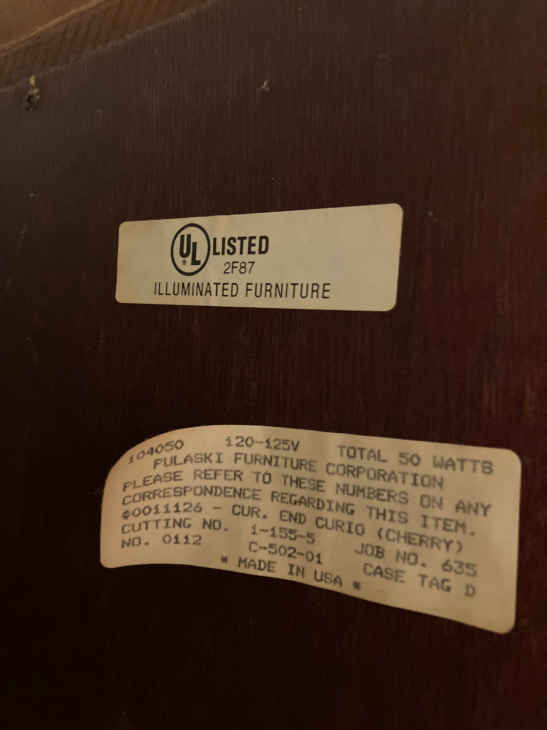 UL® LISTED
2F87
ILLUMINATED FURNITURE
104050 120-125V TOTAL 50 WATTS
PULASKI FURNITURE CORPORATION
PLEASE REFER TO THESE NUMBERS ON ANY
CORRESPONDENCE REGARDING THIS ITEM.
©0011126 - CUR. END CURIO (CHERRY)
CUTTING NO. 1-155-5 JOB NO. 635
NO. 0112 C-502-01 CASE TAG D
* MADE IN USA *